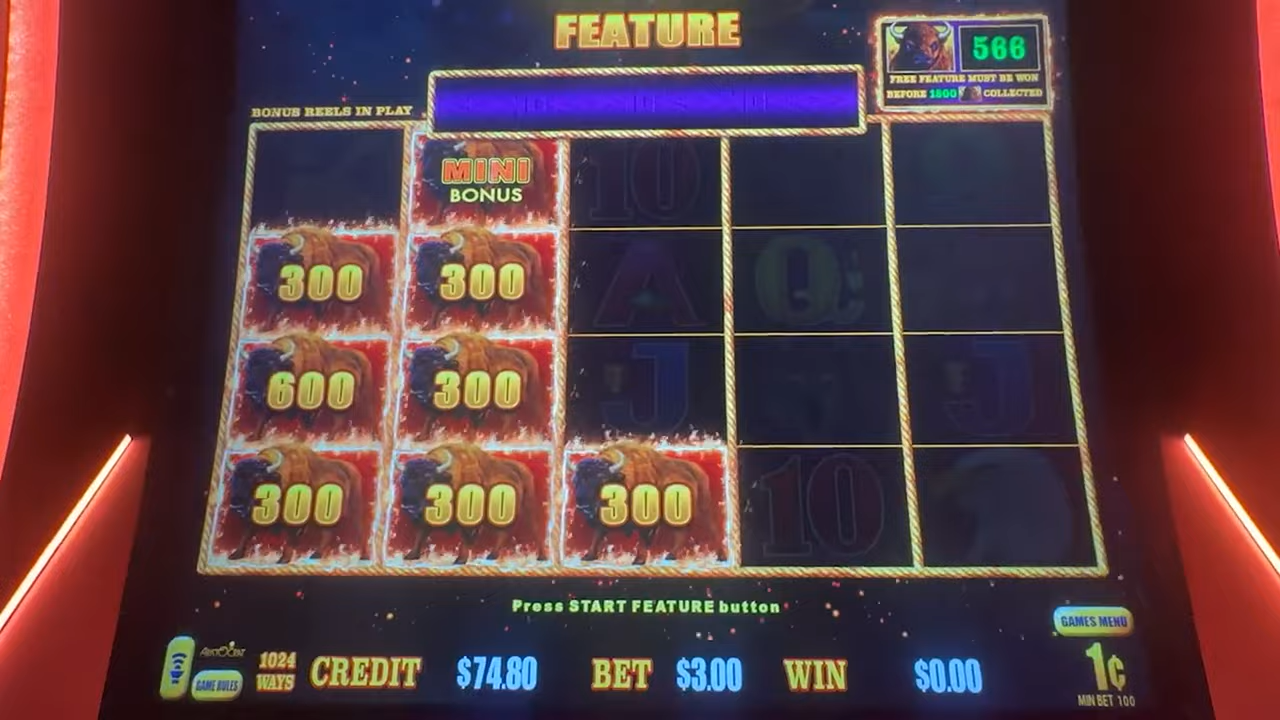 FEATURE
566
FREE FEATURE MUST BE WON
BEFORE 1800 COLLECTED
BONUS REELS IN PLAY
MINI
BONUS
10
300
300
A
Q
600
300
J
J
300
300
300
10
Press START FEATURE button
GAMES MENU
ARISTOCRAT
GAME RULES
1024
WAYS
CREDIT
$74.80
BET
$3.00
WIN
$0.00
1¢
MIN BET 100